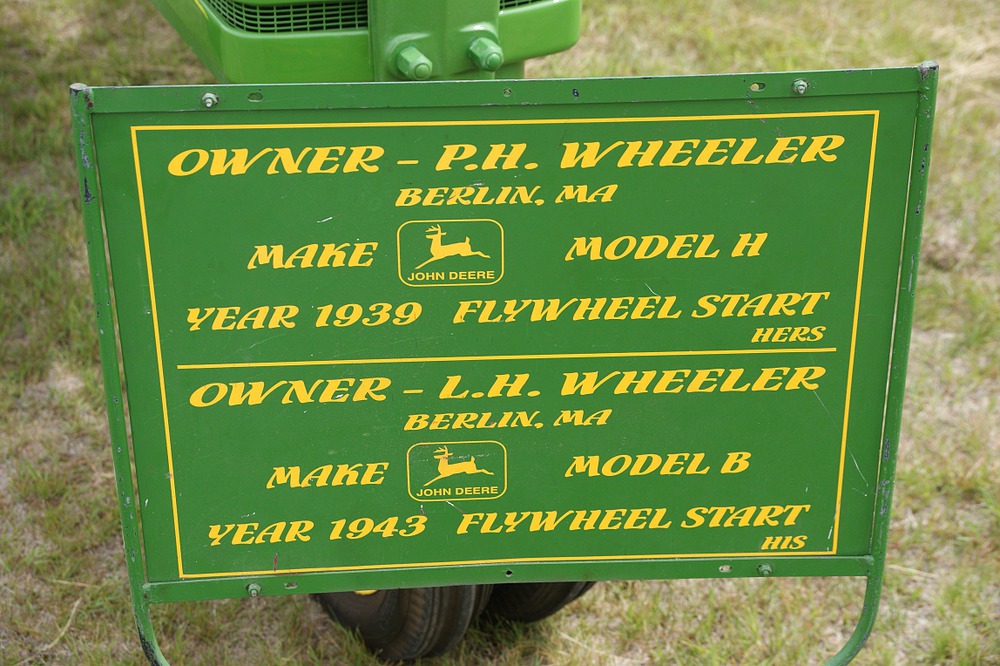 OWNER - P.H. WHEELER
BERLIN, MA
MAKE JOHN DEERE MODEL H
YEAR 1939 FLYWHEEL START
HERS
OWNER - L.H. WHEELER
BERLIN, MA
MAKE JOHN DEERE MODEL B
YEAR 1943 FLYWHEEL START
HIS